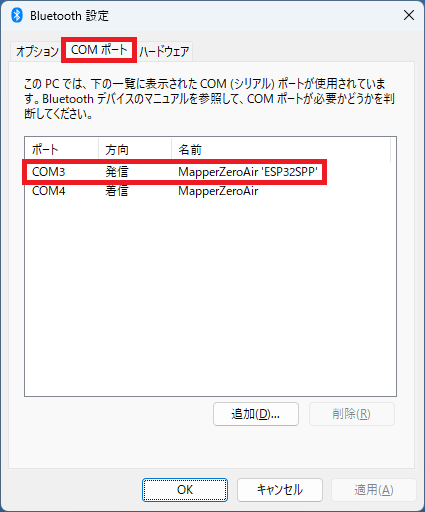 Bluetooth 設定
オプション COM ポート ハードウェア
この PC では、下の一覧に表示された COM (シリアル) ポートが使用されていま
す。Bluetooth デバイスのマニュアルを参照して、COM ポートが必要かどうかを判
断してください。
ポート 方向 名前
COM3 発信 MapperZeroAir 'ESP32SPP'
COM4 着信 MapperZeroAir
追加(D)... 削除(R)
OK キャンセル 適用(A)